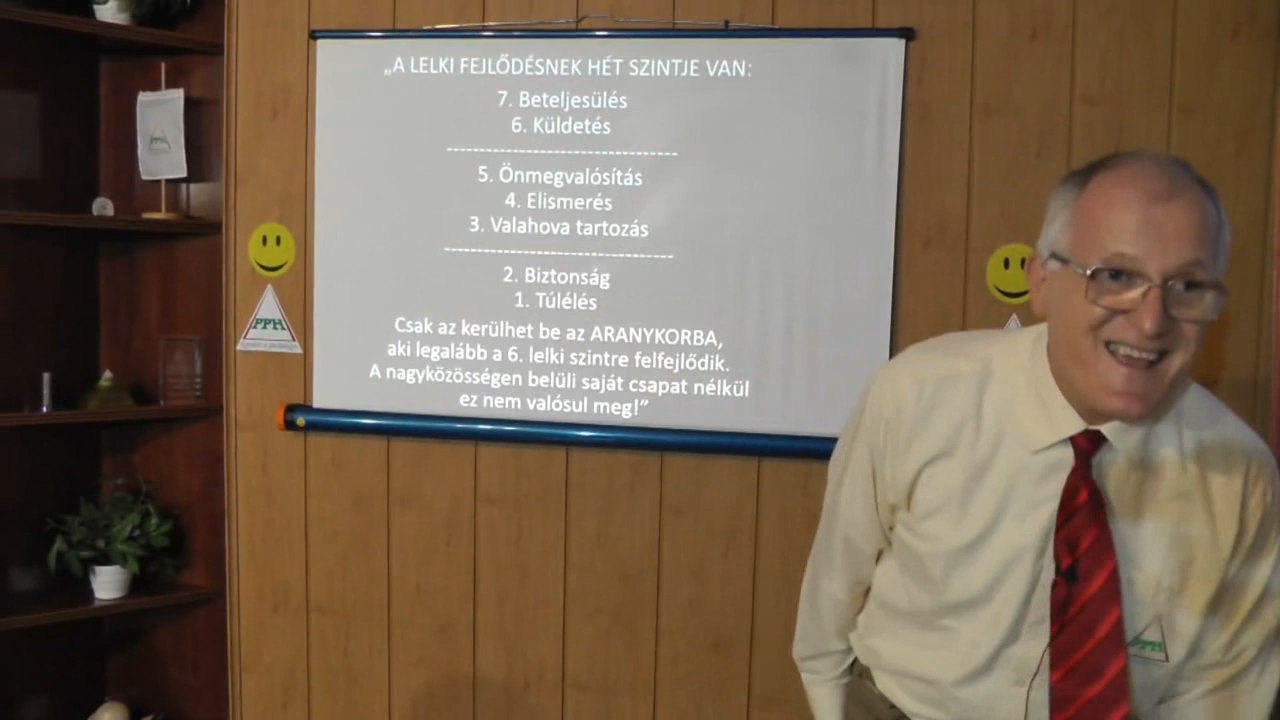 „A LELKI FEJLŐDÉSNEK HÉT SZINTJE VAN:
7. Beteljesülés
6. Küldetés
-----------------------------------
5. Önmegvalósítás
4. Elismerés
3. Valahova tartozás
-----------------------------------
2. Biztonság
1. Túlélés
Csak az kerülhet be az ARANYKORBA,
aki legalább a 6. lelki szintre felfejlődik.
A nagyközösségen belüli saját csapat nélkül
ez nem valósul meg!”
PPH
PPH